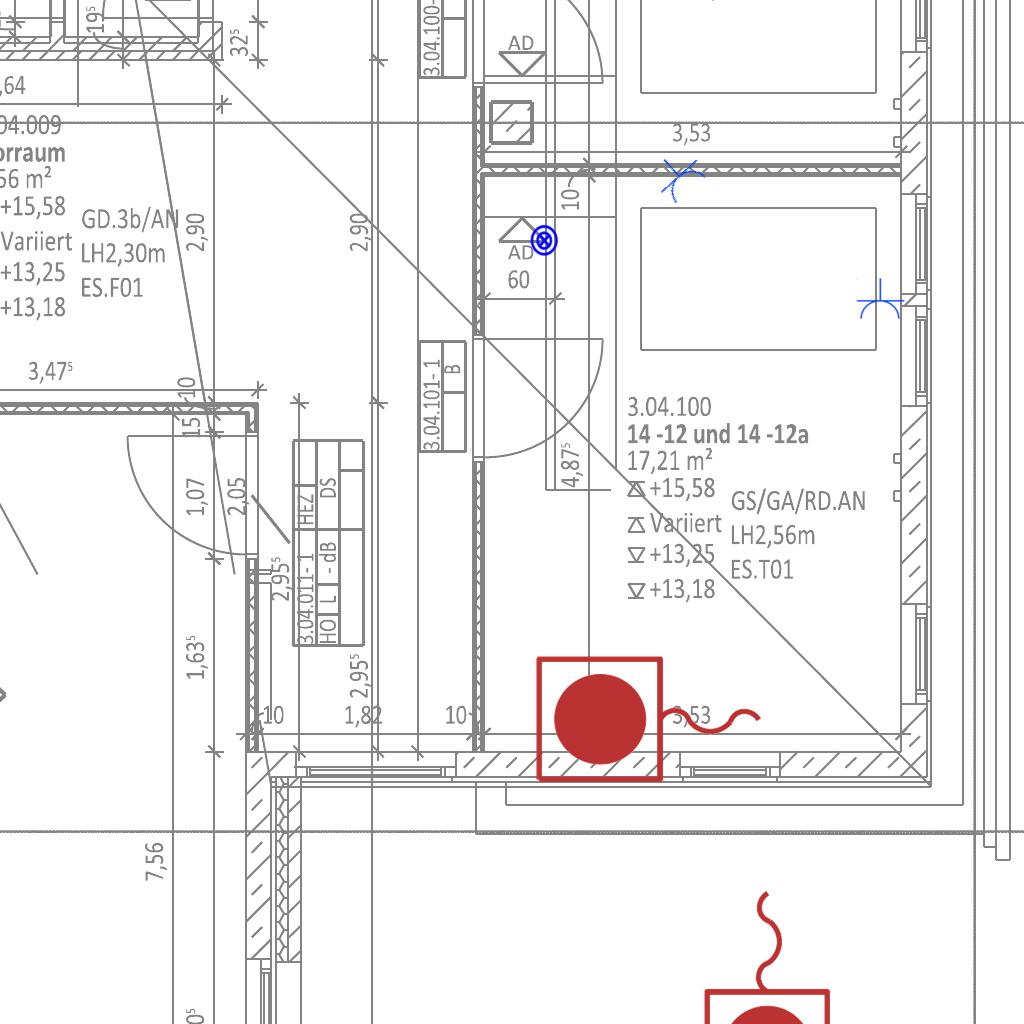 19⁵
32⁵
3.04.100-
AD
,64
04.009
orraum
56 m²
+15,58
Variiert
+13,25
+13,18
GD.3b/AN
LH2,30m
ES.F01
2,90
2,90
3,53
10
AD
60
3,47⁵
10
15
3.04.101- 1
B
3.04.100
14 -12 und 14 -12a
17,21 m²
+15,58
Variiert
+13,25
+13,18
GS/GA/RD.AN
LH2,56m
ES.T01
4,87⁵
1,07
2,05
HEZ
DS
3.04.011- 1
- dB
HO
L
2,95⁵
1,63⁵
2,95⁵
10
1,82
10
3,53
7,56
0⁵